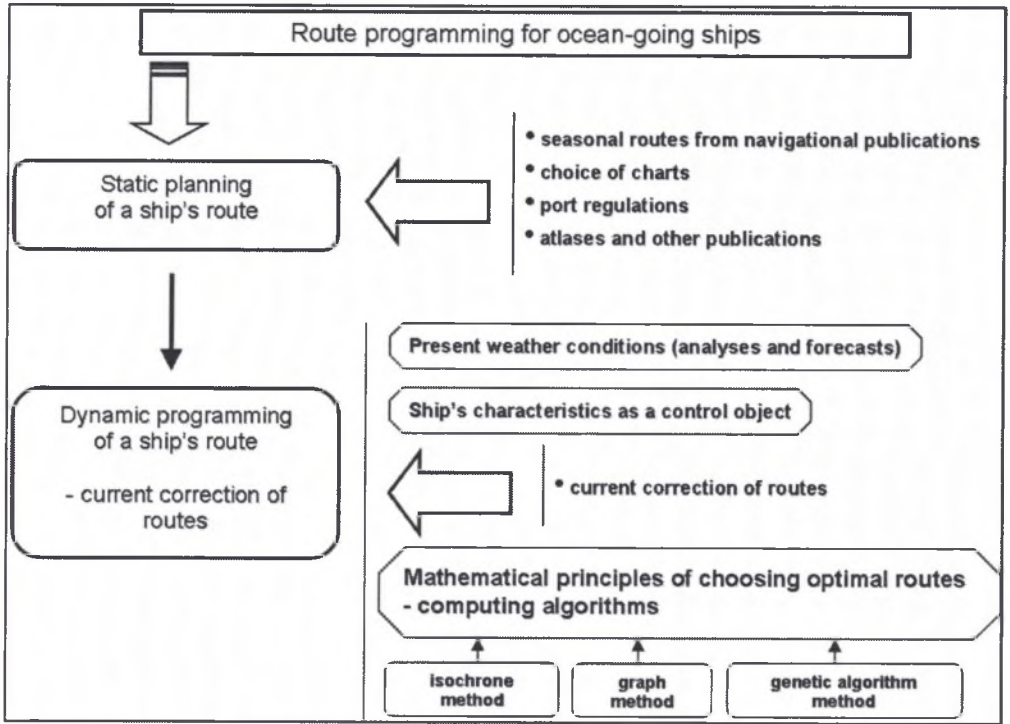 Route programming for ocean-going ships
Static planning
of a ship's route
• seasonal routes from navigational publications
• choice of charts
• port regulations
• atlases and other publications
Dynamic programming
of a ship's route
- current correction of
routes
Present weather conditions (analyses and forecasts)
Ship's characteristics as a control object
• current correction of routes
Mathematical principles of choosing optimal routes
- computing algorithms
isochrone
method
graph
method
genetic algorithm
method